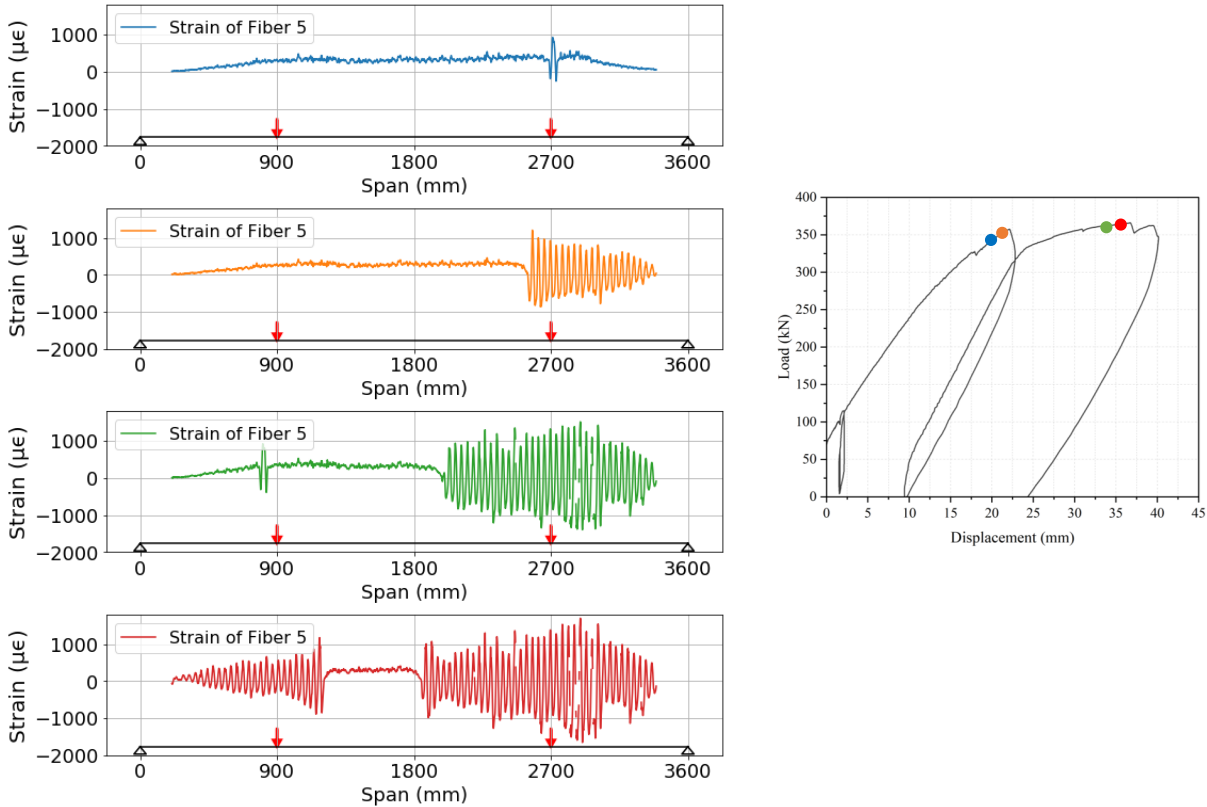 Strain of Fiber 5
Strain (µϵ)
1000
0
−1000
−2000
0 900 1800 2700 3600
Span (mm)
Strain of Fiber 5
Strain (µϵ)
1000
0
−1000
−2000
0 900 1800 2700 3600
Span (mm)
Strain of Fiber 5
Strain (µϵ)
1000
0
−1000
−2000
0 900 1800 2700 3600
Span (mm)
Strain of Fiber 5
Strain (µϵ)
1000
0
−1000
−2000
0 900 1800 2700 3600
Span (mm)
Load (kN)
400
350
300
250
200
150
100
50
0
0 5 10 15 20 25 30 35 40 45
Displacement (mm)